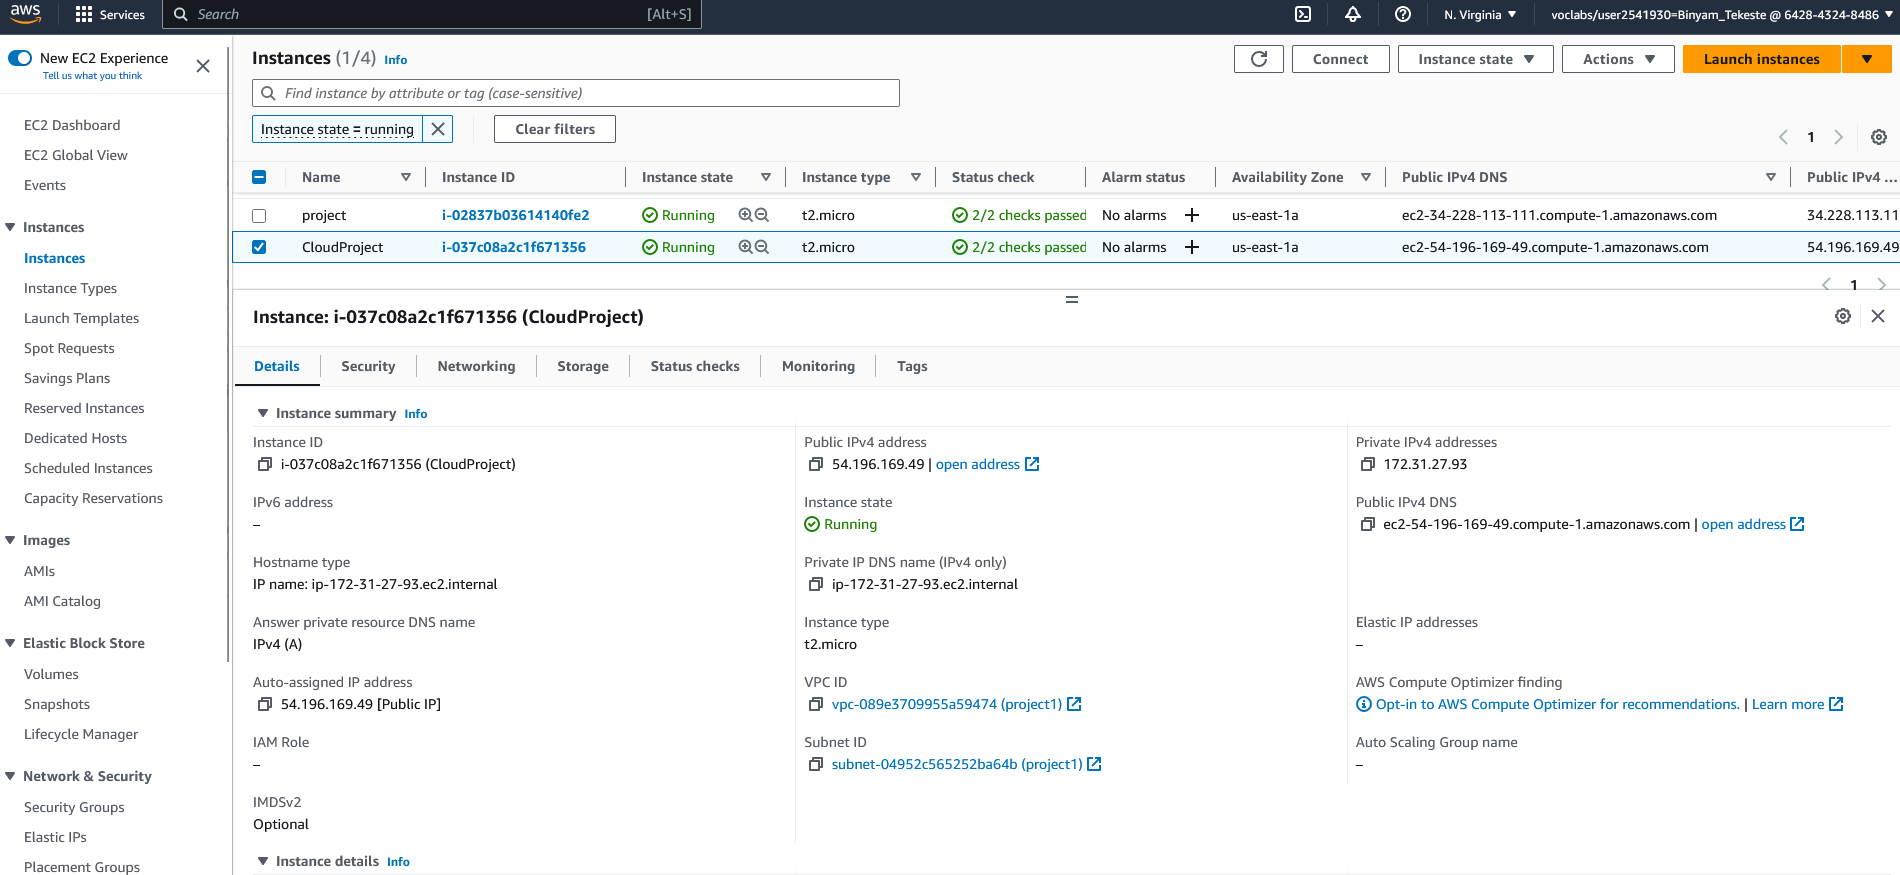 aws
Services
Search
[Alt+S]
N. Virginia
voclabs/user2541930=Binyam_Tekeste @ 6428-4324-8486
New EC2 Experience
Tell us what you think
EC2 Dashboard
EC2 Global View
Events
Instances
Instances
Instance Types
Launch Templates
Spot Requests
Savings Plans
Reserved Instances
Dedicated Hosts
Scheduled Instances
Capacity Reservations
Images
AMIs
AMI Catalog
Elastic Block Store
Volumes
Snapshots
Lifecycle Manager
Network & Security
Security Groups
Elastic IPs
Placement Groups
Instances (1/4) Info
Connect
Instance state
Actions
Launch instances
Find instance by attribute or tag (case-sensitive)
Instance state = running
Clear filters
1
Name Instance ID Instance state Instance type Status check Alarm status Availability Zone Public IPv4 DNS Public IPv4 ...
project i-02837b03614140fe2 Running t2.micro 2/2 checks passed No alarms us-east-1a ec2-34-228-113-111.compute-1.amazonaws.com 34.228.113.11
CloudProject i-037c08a2c1f671356 Running t2.micro 2/2 checks passed No alarms us-east-1a ec2-54-196-169-49.compute-1.amazonaws.com 54.196.169.49
1
Instance: i-037c08a2c1f671356 (CloudProject)
Details Security Networking Storage Status checks Monitoring Tags
Instance summary Info
Instance ID
i-037c08a2c1f671356 (CloudProject)
Public IPv4 address
54.196.169.49 | open address
Private IPv4 addresses
172.31.27.93
IPv6 address
–
Instance state
Running
Public IPv4 DNS
ec2-54-196-169-49.compute-1.amazonaws.com | open address
Hostname type
IP name: ip-172-31-27-93.ec2.internal
Private IP DNS name (IPv4 only)
ip-172-31-27-93.ec2.internal
Answer private resource DNS name
IPv4 (A)
Instance type
t2.micro
Elastic IP addresses
–
Auto-assigned IP address
54.196.169.49 [Public IP]
VPC ID
vpc-089e3709955a59474 (project1)
AWS Compute Optimizer finding
Opt-in to AWS Compute Optimizer for recommendations. | Learn more
IAM Role
–
Subnet ID
subnet-04952c565252ba64b (project1)
Auto Scaling Group name
–
IMDSv2
Optional
Instance details Info